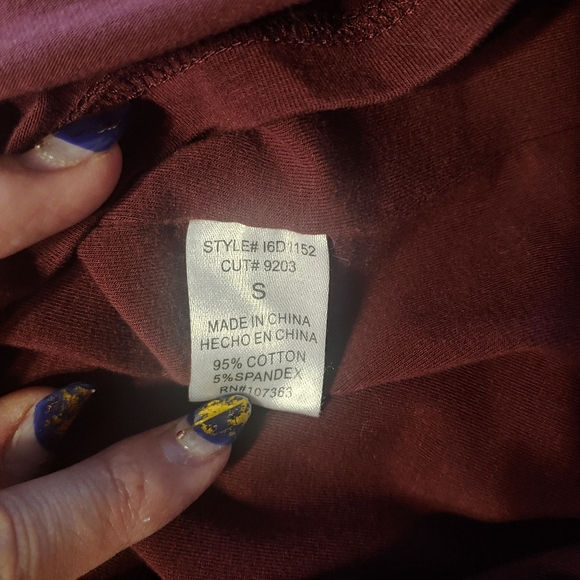 STYLE# I6D1152
CUT# 9203
S
MADE IN CHINA
HECHO EN CHINA
95% COTTON
5%SPANDEX
RN#107363